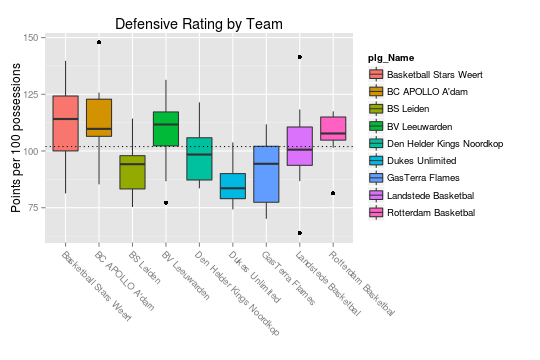 Defensive Rating by Team
Points per 100 possessions
150
125
100
75
Basketball Stars Weert
BC APOLLO A'dam
BS Leiden
BV Leeuwarden
Den Helder Kings Noordkop
Dukes Unlimited
GasTerra Flames
Landstede Basketbal
Rotterdam Basketbal
plg_Name
Basketball Stars Weert
BC APOLLO A'dam
BS Leiden
BV Leeuwarden
Den Helder Kings Noordkop
Dukes Unlimited
GasTerra Flames
Landstede Basketbal
Rotterdam Basketbal